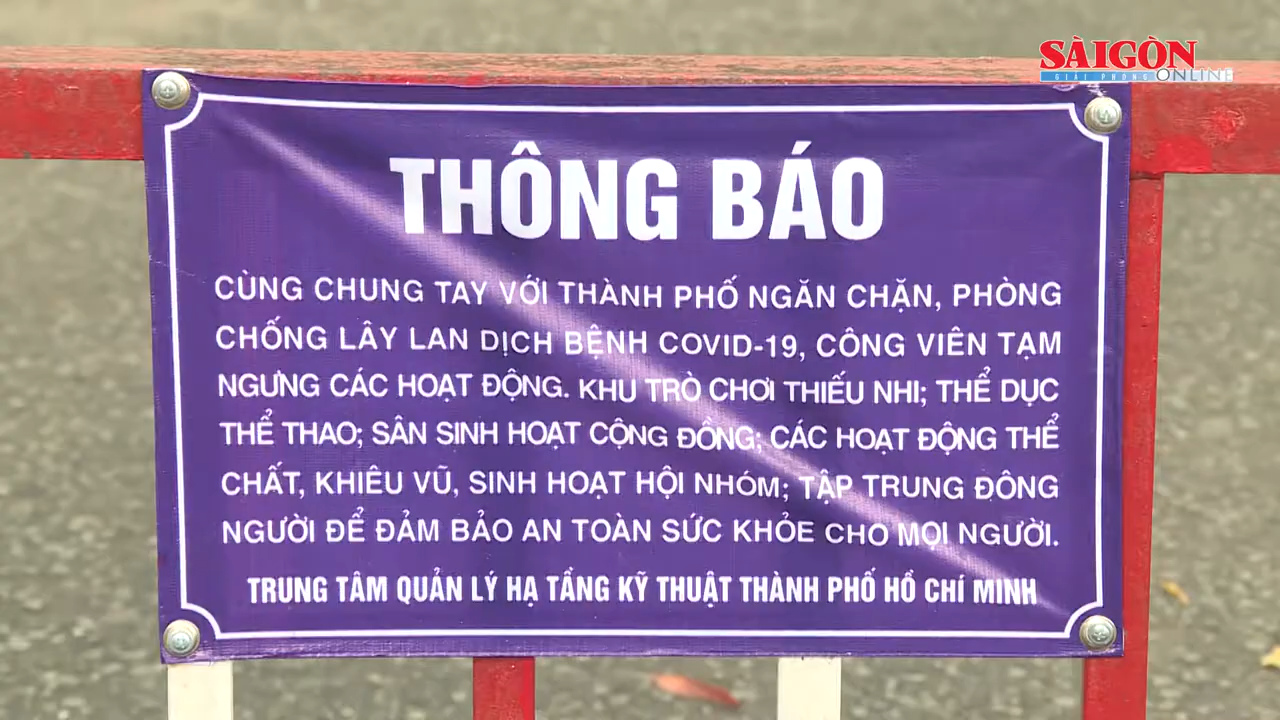 SÀIGÒN
GIẢI PHÓNG ONLINE
THÔNG BÁO
CÙNG CHUNG TAY VỚI THÀNH PHỐ NGĂN CHẶN, PHÒNG
CHỐNG LÂY LAN DỊCH BỆNH COVID-19, CÔNG VIÊN TẠM
NGƯNG CÁC HOẠT ĐỘNG. KHU TRÒ CHƠI THIẾU NHI; THỂ DỤC
THỂ THAO; SÂN SINH HOẠT CỘNG ĐỒNG; CÁC HOẠT ĐỘNG THỂ
CHẤT, KHIÊU VŨ, SINH HOẠT HỘI NHÓM; TẬP TRUNG ĐÔNG
NGƯỜI ĐỂ ĐẢM BẢO AN TOÀN SỨC KHỎE CHO MỌI NGƯỜI.
TRUNG TÂM QUẢN LÝ HẠ TẦNG KỸ THUẬT THÀNH PHỐ HỒ CHÍ MINH